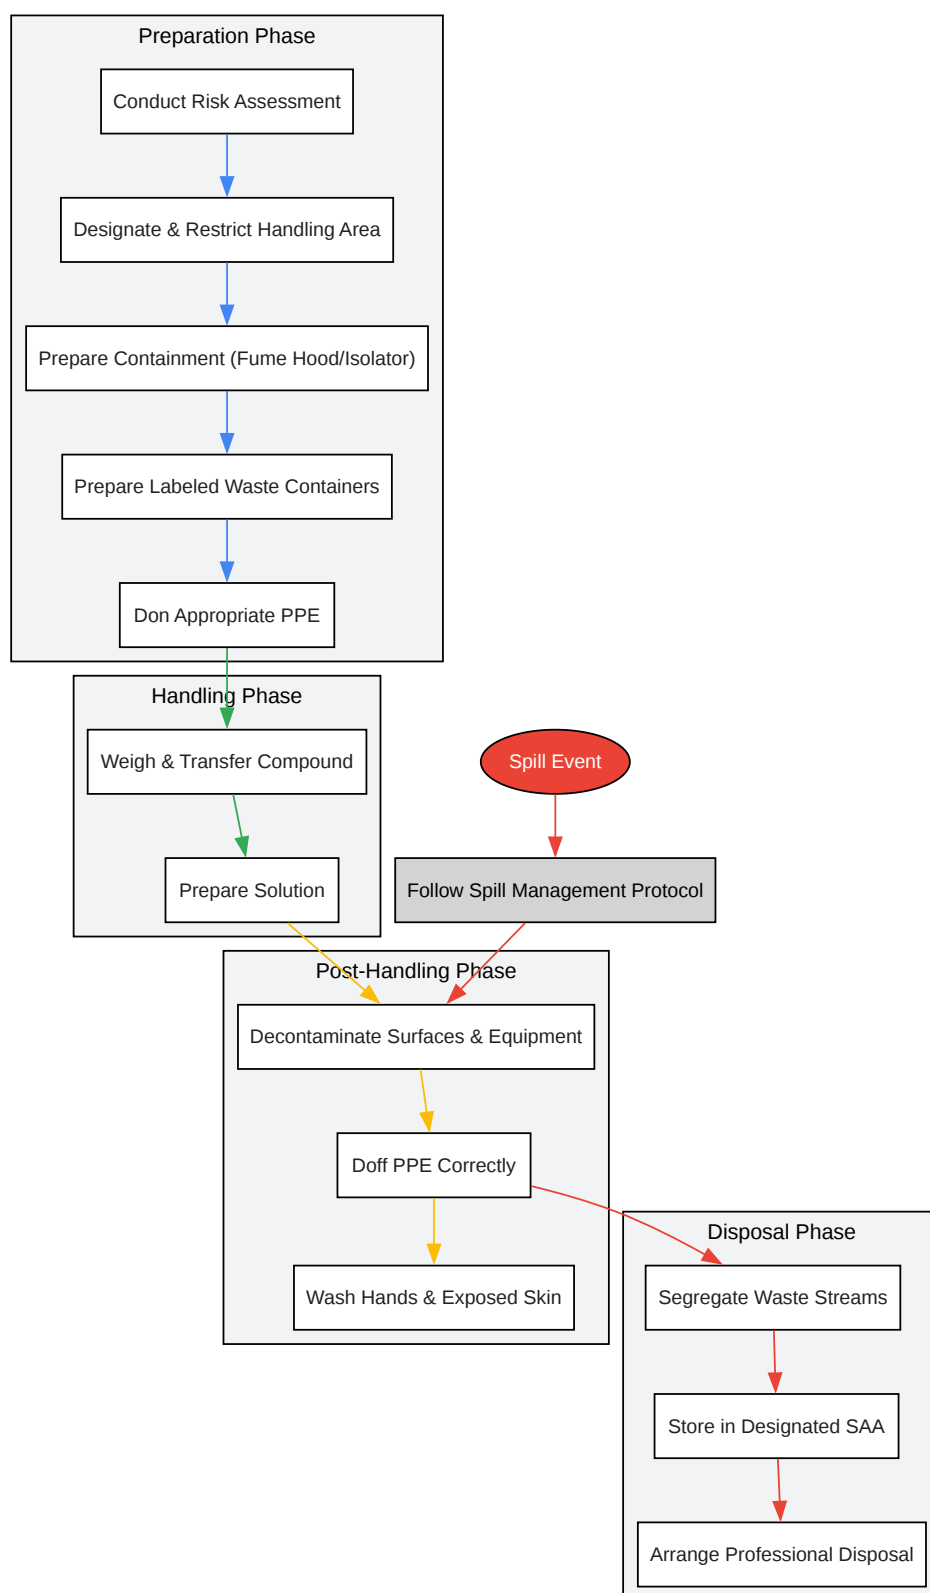 Preparation Phase
Conduct Risk Assessment
Designate & Restrict Handling Area
Prepare Containment (Fume Hood/Isolator)
Prepare Labeled Waste Containers
Don Appropriate PPE
Handling Phase
Weigh & Transfer Compound
Spill Event
Prepare Solution
Follow Spill Management Protocol
Post-Handling Phase
Decontaminate Surfaces & Equipment
Doff PPE Correctly
Wash Hands & Exposed Skin
Disposal Phase
Segregate Waste Streams
Store in Designated SAA
Arrange Professional Disposal